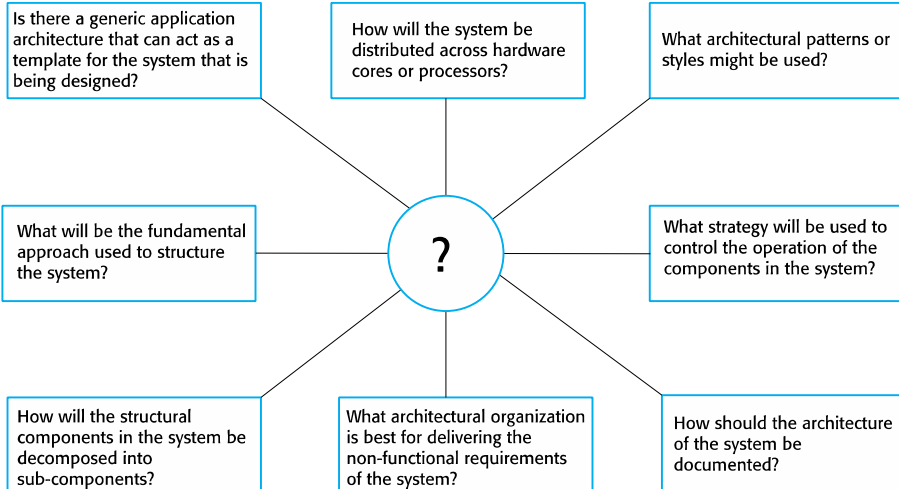 Is there a generic application
architecture that can act as a
template for the system that is
being designed?
How will the system be
distributed across hardware
cores or processors?
What architectural patterns or
styles might be used?
What will be the fundamental
approach used to structure
the system?
?
What strategy will be used to
control the operation of the
components in the system?
How will the structural
components in the system be
decomposed into
sub-components?
What architectural organization
is best for delivering the
non-functional requirements
of the system?
How should the architecture
of the system be
documented?